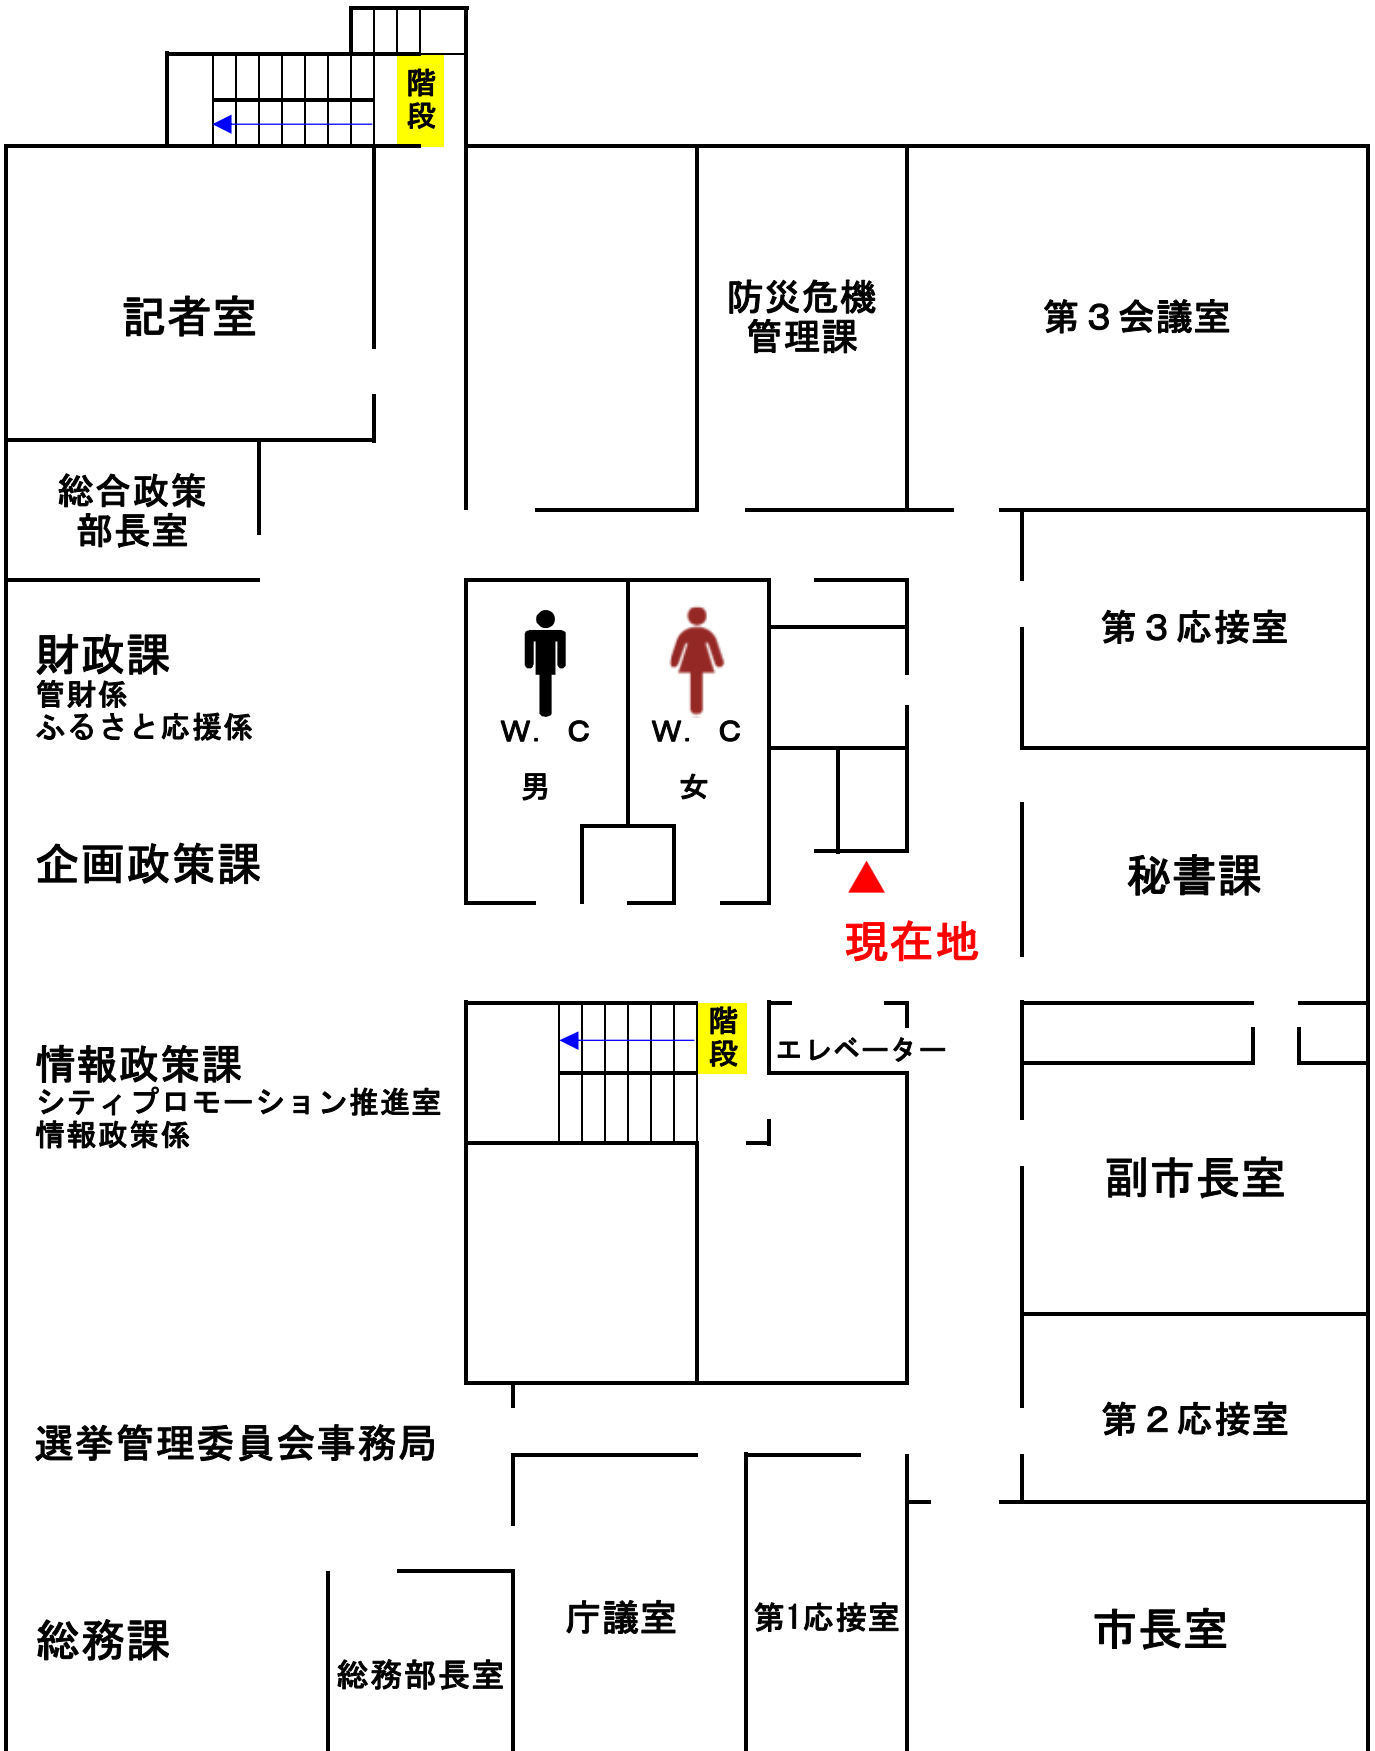 階
段
記者室
防災危機
管理課
第３会議室
総合政策
部長室
財政課
管財係
ふるさと応援係
Ｗ．Ｃ
男
Ｗ．Ｃ
女
第３応接室
企画政策課
秘書課
現在地
階
段
エレベーター
情報政策課
シティプロモーション推進室
情報政策係
副市長室
選挙管理委員会事務局
第２応接室
総務課
総務部長室
庁議室
第1応接室
市長室